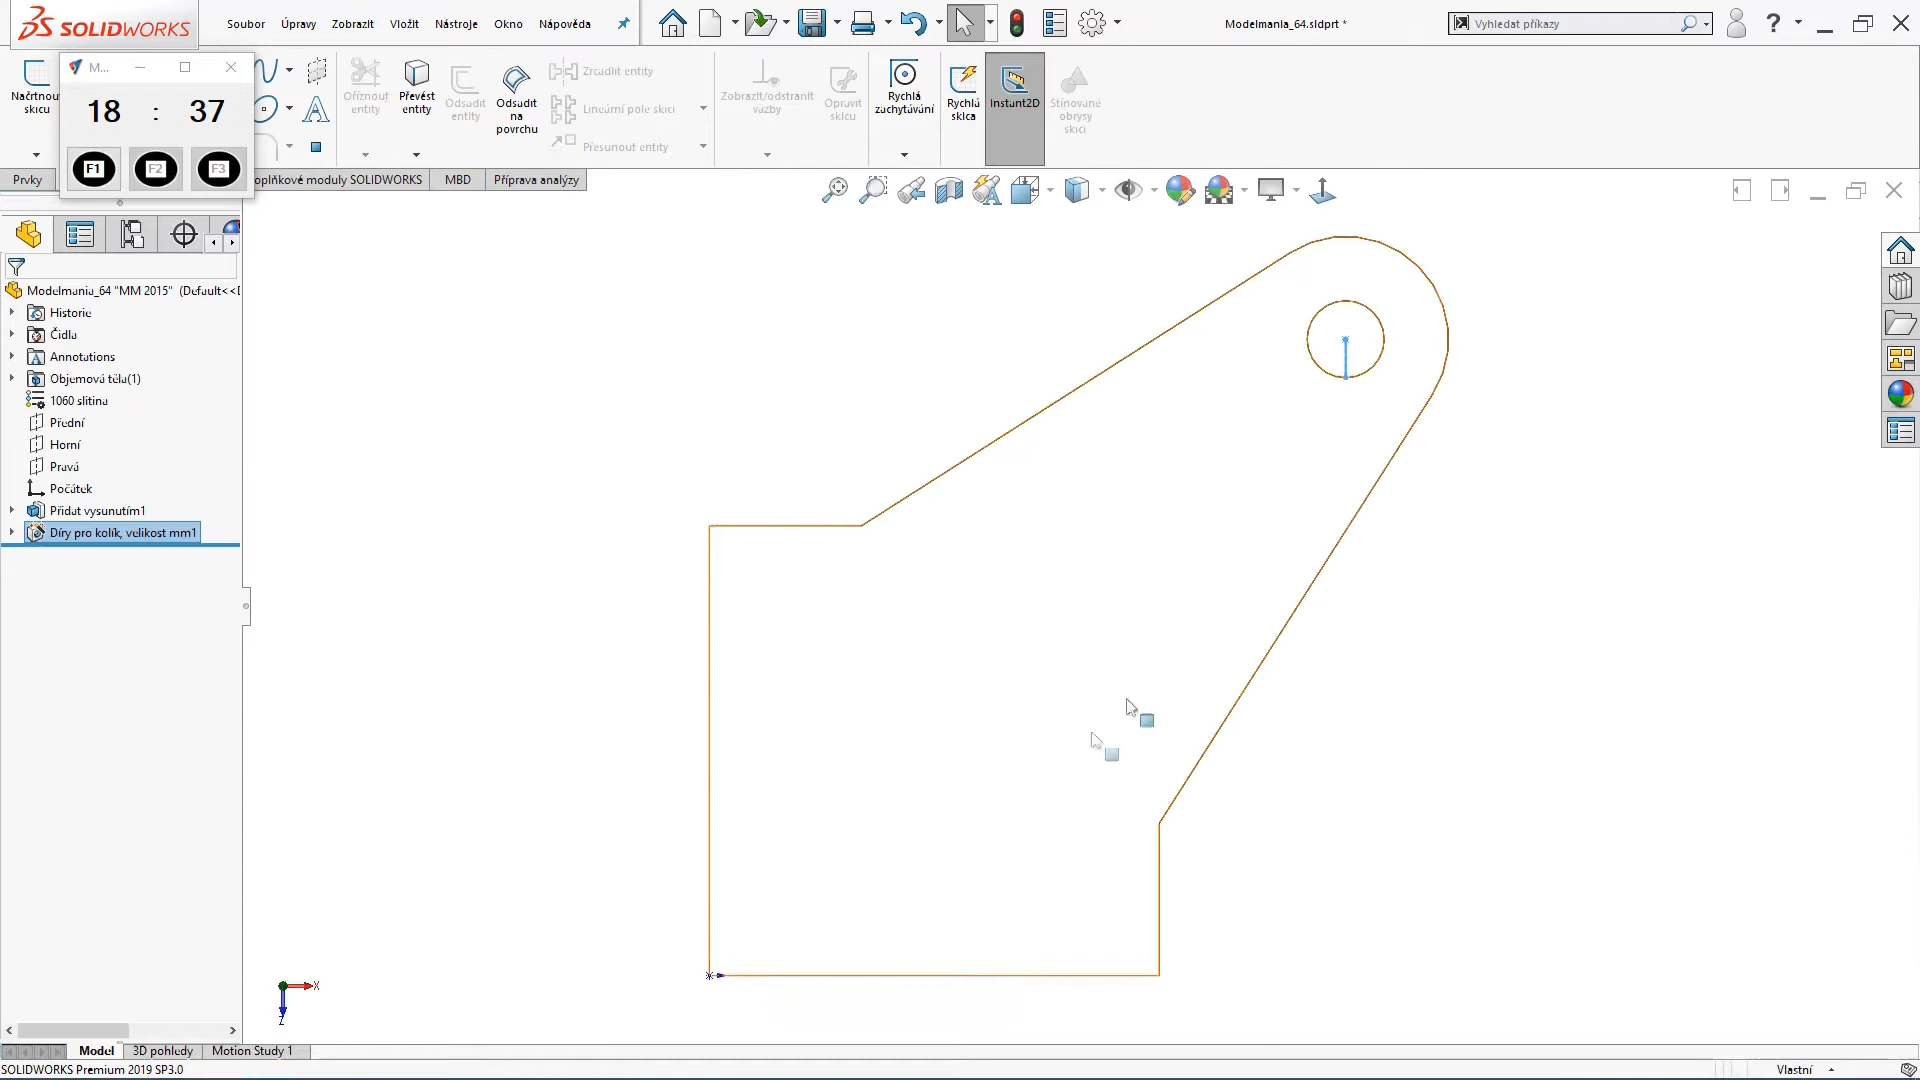 SOLIDWORKS
Soubor Úpravy Zobrazit Vložit Nástroje Okno Nápověda
Modelmania_64.sldprt *
Vyhledat příkazy
M...
18 : 37
F1 F2 F3
Načrtnout
skicu
Oříznout
entity
Převést
entity
Odsadit
entity
Odsadit
na
povrchu
Zrcadlit entity
Lineární pole skici
Přesunout entity
Zobrazit/odstranit
vazby
Opravit
skicu
Rychlá
zachytávání
Rychlá
skica
Instant2D
Stínované
obrysy
skici
Prvky
oplňkové moduly SOLIDWORKS MBD Příprava analýzy
Modelmania_64 "MM 2015" (Default<<D
Historie
Čidla
Annotations
Objemová těla(1)
1060 slitina
Přední
Horní
Pravá
Počátek
Přidat vysunutím1
Díry pro kolík, velikost mm1
X
Z
Model 3D pohledy Motion Study 1
SOLIDWORKS Premium 2019 SP3.0
Vlastní